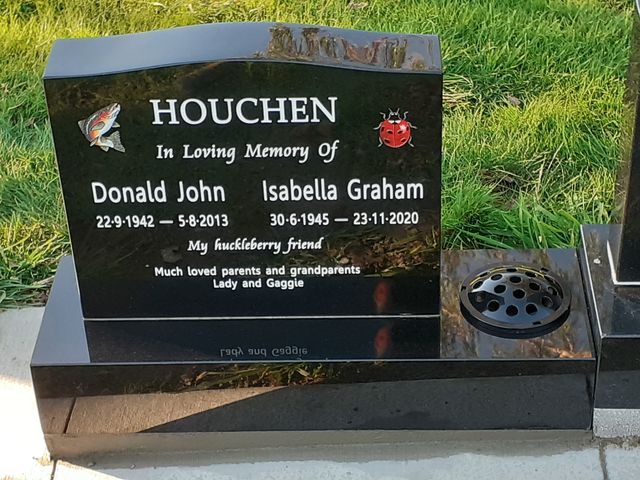 HOUCHEN
In Loving Memory Of
Donald John Isabella Graham
22·9·1942 — 5·8·2013 30·6·1945 — 23·11·2020
My huckleberry friend
Much loved parents and grandparents
Lady and Gaggie